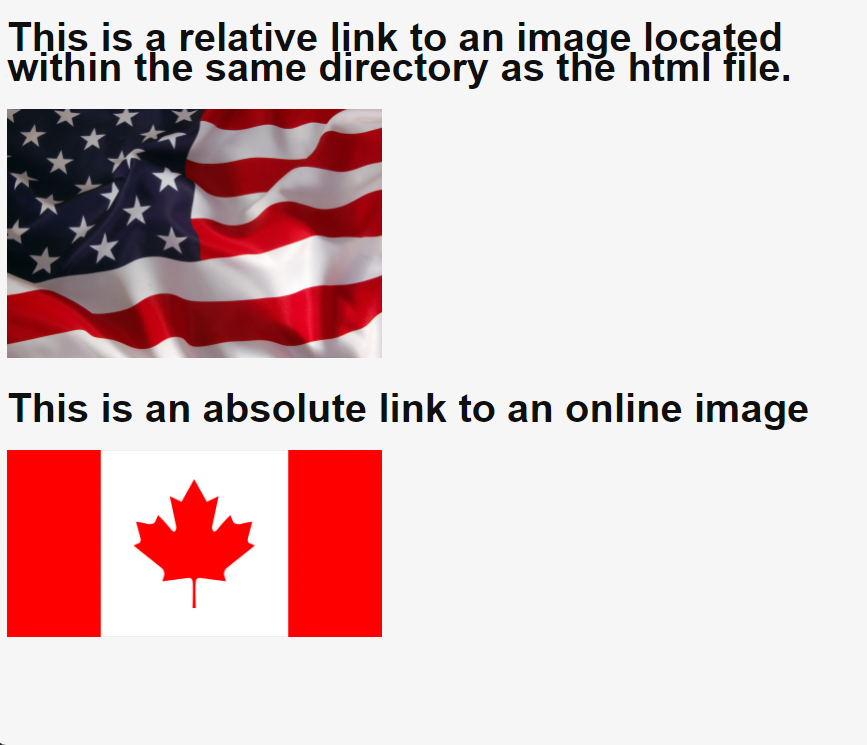 This is a relative link to an image located
within the same directory as the html file.
This is an absolute link to an online image